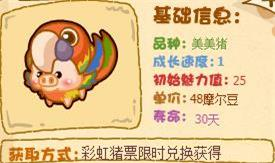 基础信息:
品种: 美美猪
成长速度: 1
初始魅力值: 25
单价: 48摩尔豆
寿命: 30天
获取方式: 彩虹猪票限时兑换获得